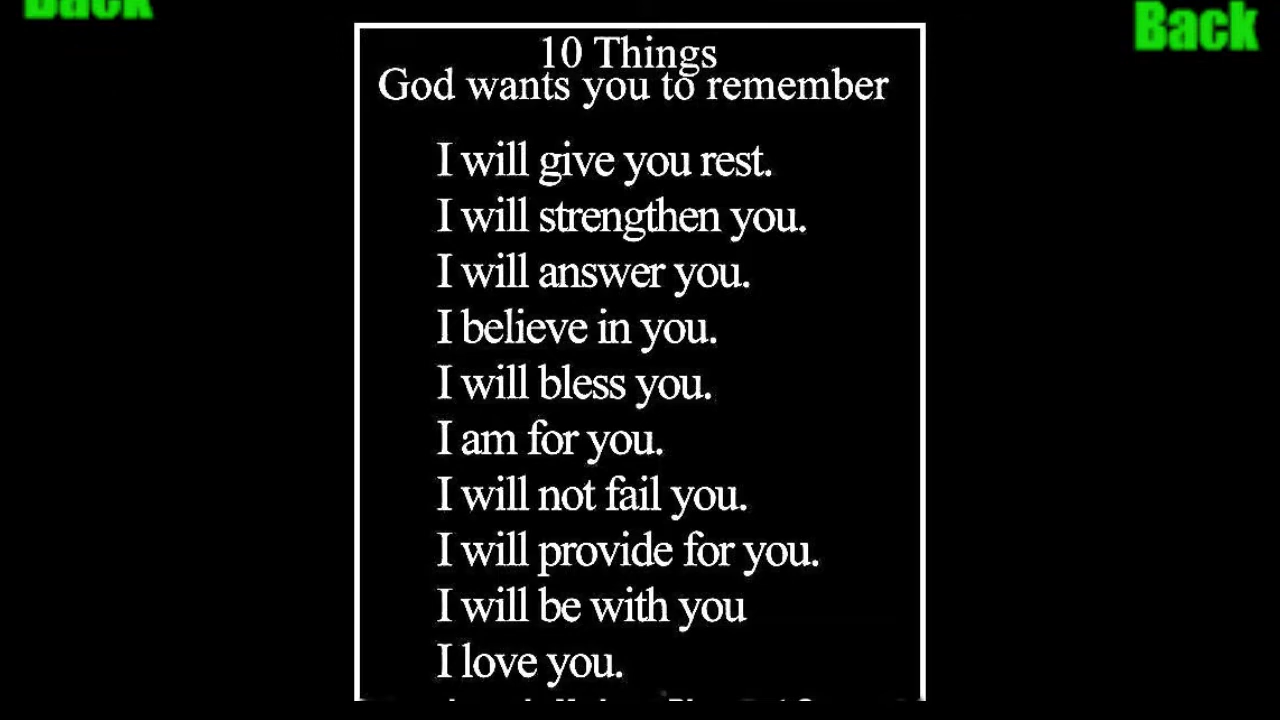 Back
Back
10 Things
God wants you to remember
I will give you rest.
I will strengthen you.
I will answer you.
I believe in you.
I will bless you.
I am for you.
I will not fail you.
I will provide for you.
I will be with you
I love you.